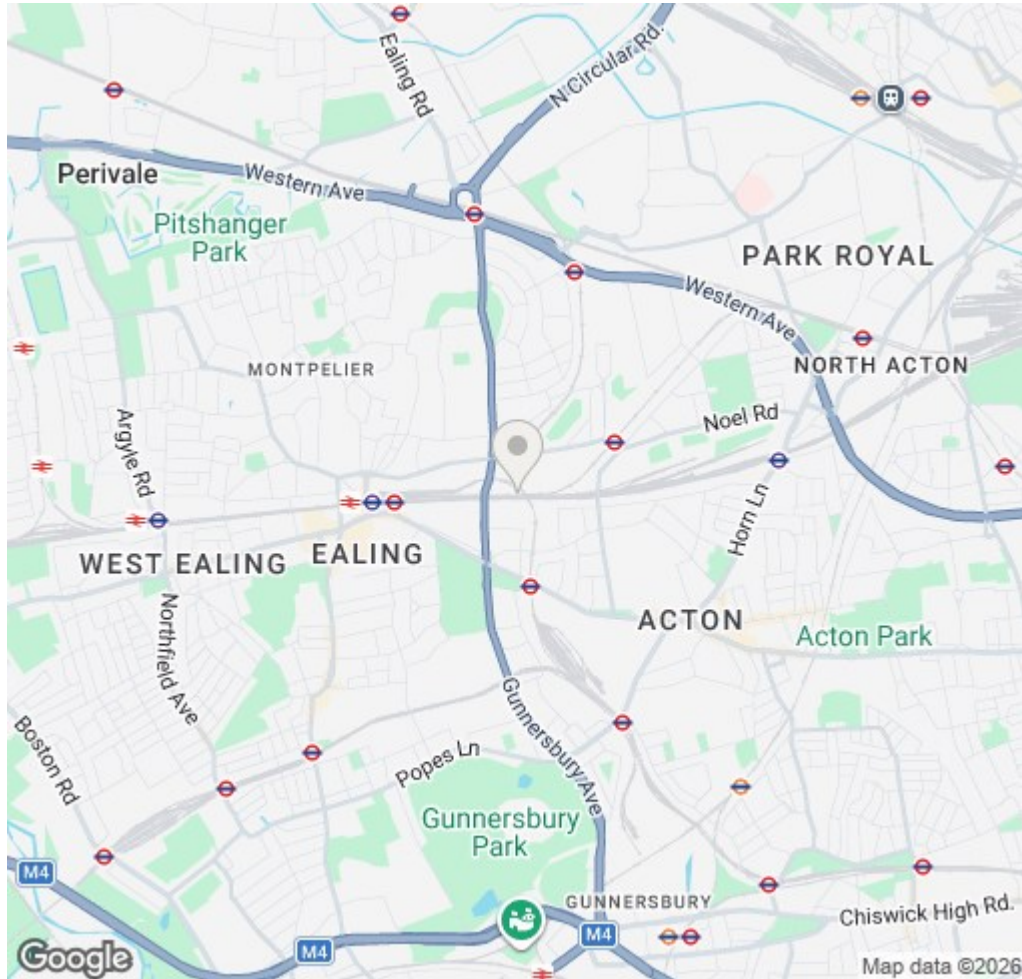 Ealing Rd
N Circular Rd.
Perivale
Western Ave
Pitshanger
Park
PARK ROYAL
Western Ave
MONTPELIER
NORTH ACTON
Argyle Rd
Noel Rd
Horn Ln
WEST EALING
EALING
ACTON
Acton Park
Northfield Ave
Gunnersbury Ave
Boston Rd
Popes Ln
Gunnersbury
Park
M4
GUNNERSBURY
Chiswick High Rd.
M4
M4
Google
Map data ©2026